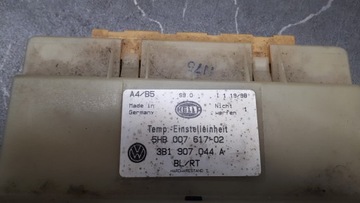 A4/B5
Made in
Germany
HELLA
Nicht
werfen !
Temp.-Einstelleinheit
5HB 007 617-02
3B1 907 044 A
BL/RT